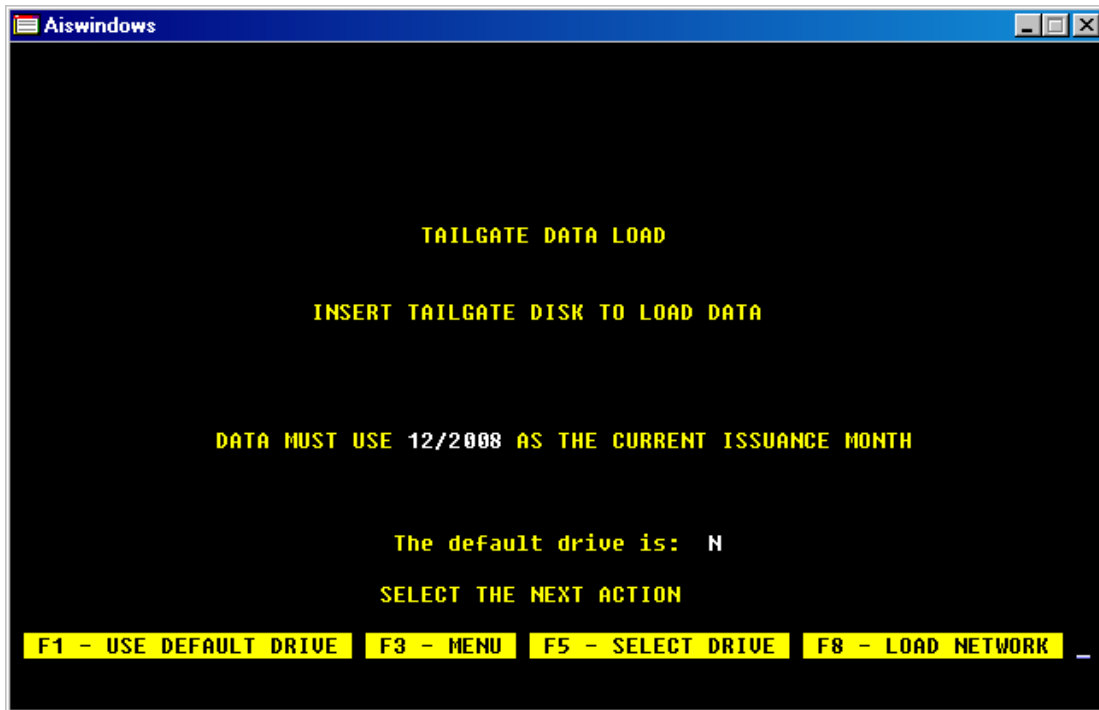 Aiswindows
TAILGATE DATA LOAD
INSERT TAILGATE DISK TO LOAD DATA
DATA MUST USE 12/2008 AS THE CURRENT ISSUANCE MONTH
The default drive is: N
SELECT THE NEXT ACTION
F1 - USE DEFAULT DRIVE F3 - MENU F5 - SELECT DRIVE F8 - LOAD NETWORK _